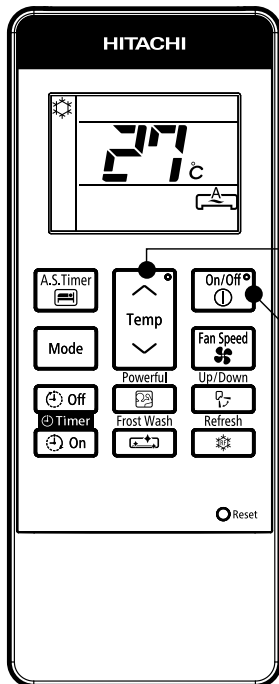 HITACHI
27°C
A
A.S.Timer
Temp
On/Off
Mode
Fan Speed
Off
Powerful
Up/Down
Timer
Frost Wash
Refresh
On
Reset